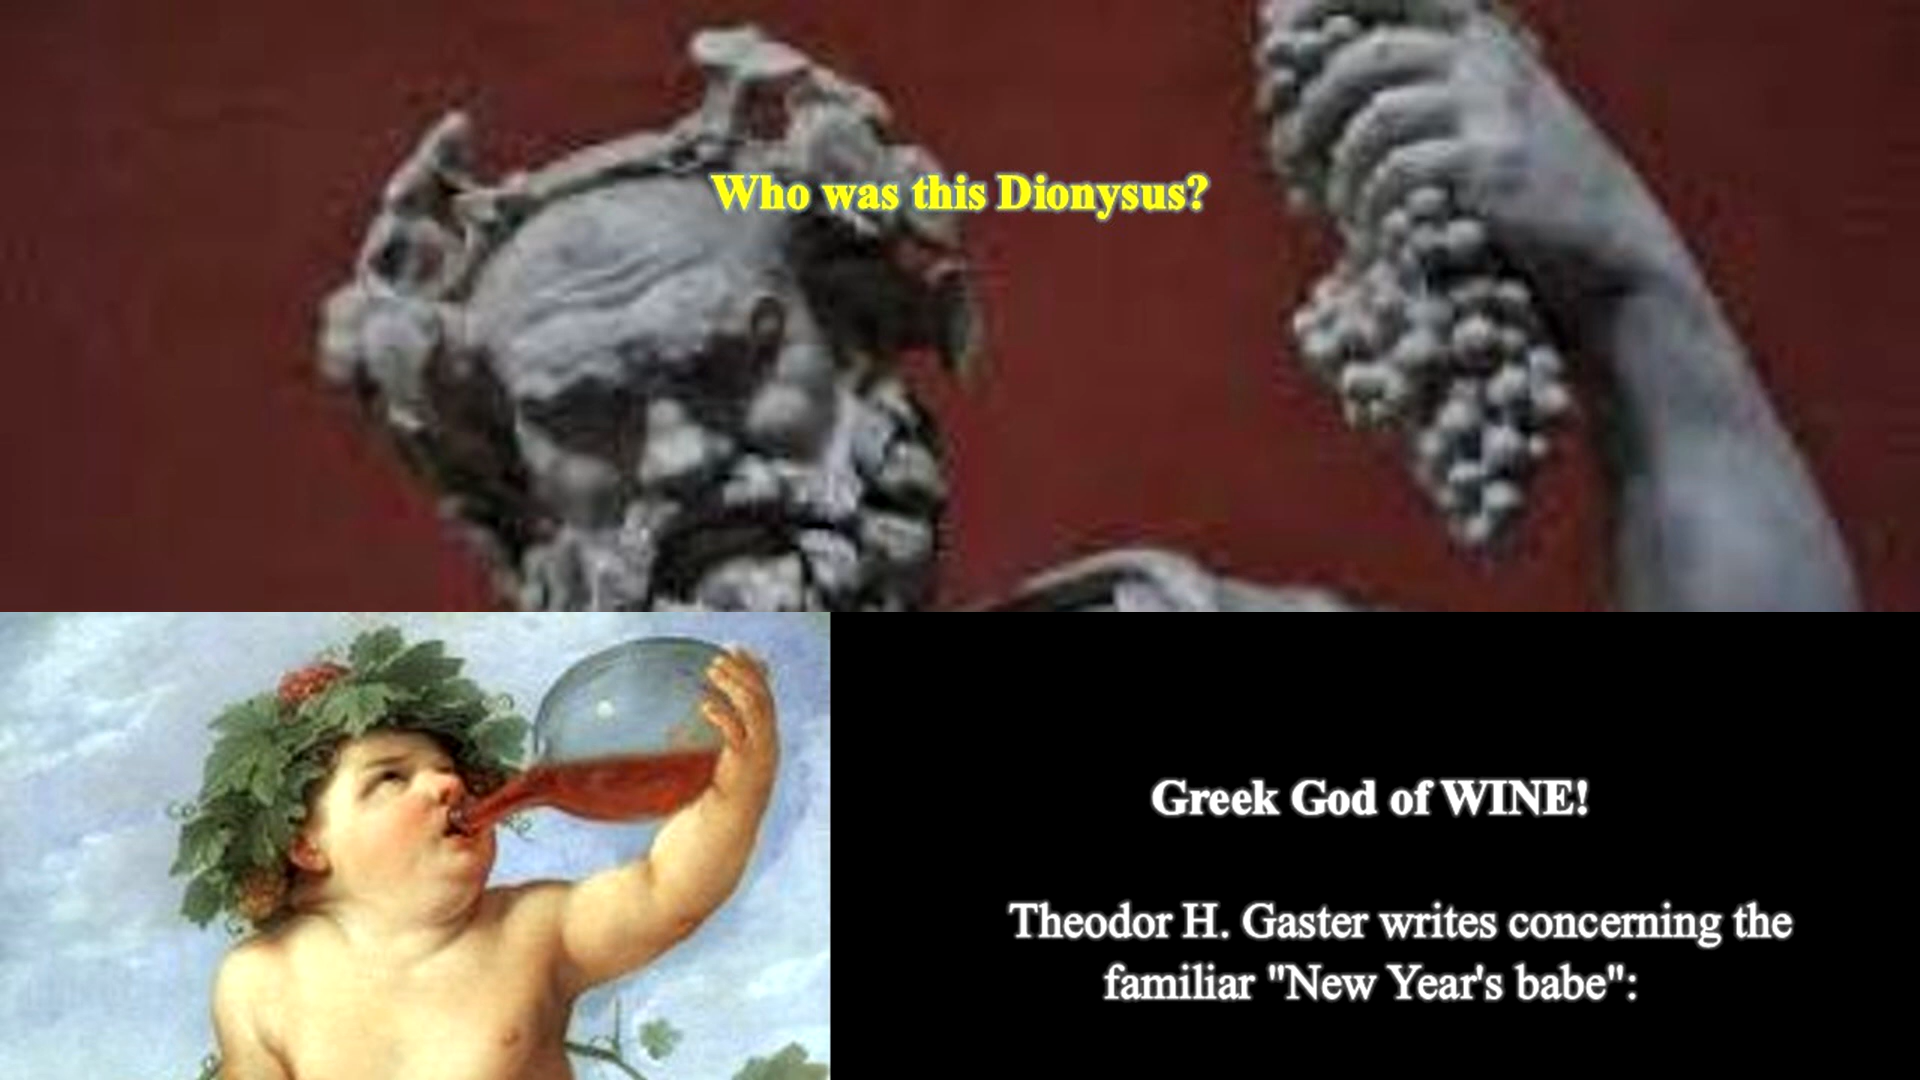 Who was this Dionysus?
Greek God of WINE!
Theodor H. Gaster writes concerning the
familiar "New Year's babe":